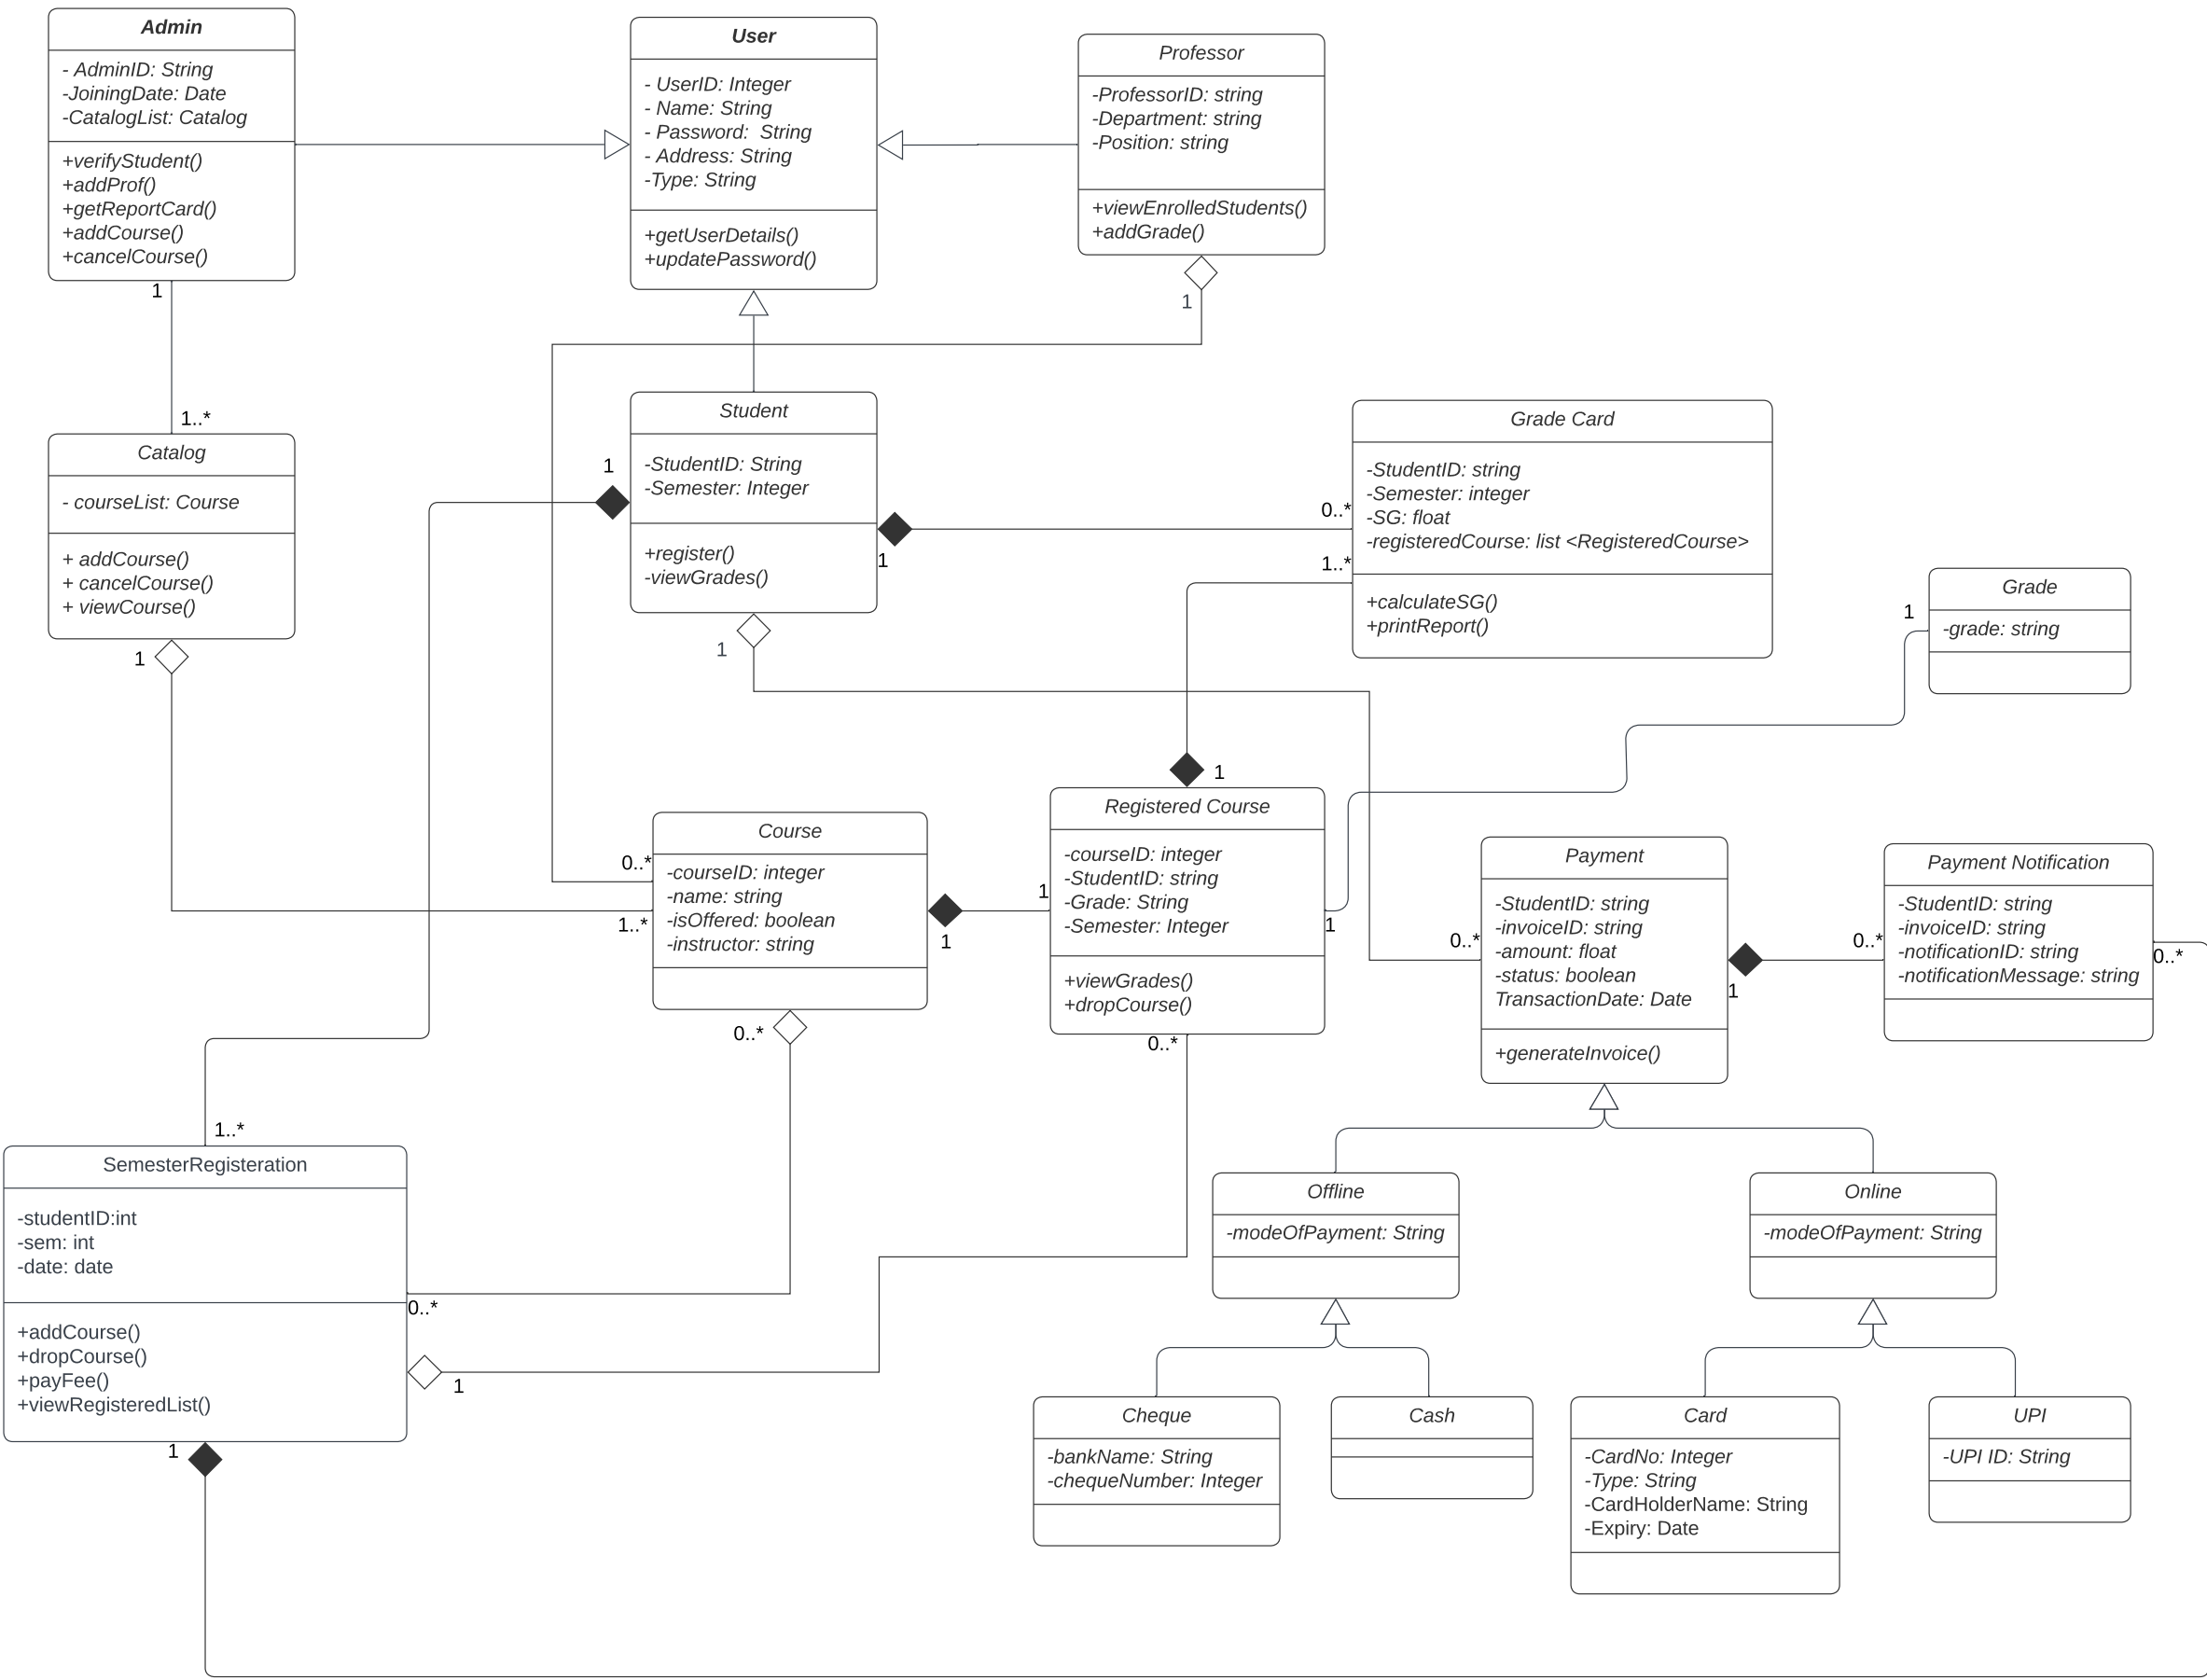 Admin
- AdminID: String
-JoiningDate: Date
-CatalogList: Catalog
+verifyStudent()
+addProf()
+getReportCard()
+addCourse()
+cancelCourse()
1
1..*
User
- UserID: Integer
- Name: String
- Password:  String
- Address: String
-Type: String
+getUserDetails()
+updatePassword()
Professor
-ProfessorID: string
-Department: string
-Position: string
+viewEnrolledStudents()
+addGrade()
1
Catalog
- courseList: Course
+ addCourse()
+ cancelCourse()
+ viewCourse()
1
Student
-StudentID: String
-Semester: Integer
+register()
-viewGrades()
1
1
1
Grade Card
-StudentID: string
-Semester: integer
-SG: float
-registeredCourse: list <RegisteredCourse>
+calculateSG()
+printReport()
0..*
1..*
Grade
-grade: string
1
Course
-courseID: integer
-name: string
-isOffered: boolean
-instructor: string
0..*
1..*
1
0..*
Registered Course
-courseID: integer
-StudentID: string
-Grade: String
-Semester: Integer
+viewGrades()
+dropCourse()
1
1
1
0..*
Payment
-StudentID: string
-invoiceID: string
-amount: float
-status: boolean
TransactionDate: Date
+generateInvoice()
0..*
1
Payment Notification
-StudentID: string
-invoiceID: string
-notificationID: string
-notificationMessage: string
0..*
0..*
1..*
SemesterRegisteration
-studentID:int
-sem: int
-date: date
+addCourse()
+dropCourse()
+payFee()
+viewRegisteredList()
0..*
1
1
Offline
-modeOfPayment: String
Online
-modeOfPayment: String
Cheque
-bankName: String
-chequeNumber: Integer
Cash
Card
-CardNo: Integer
-Type: String
-CardHolderName: String
-Expiry: Date
UPI
-UPI ID: String